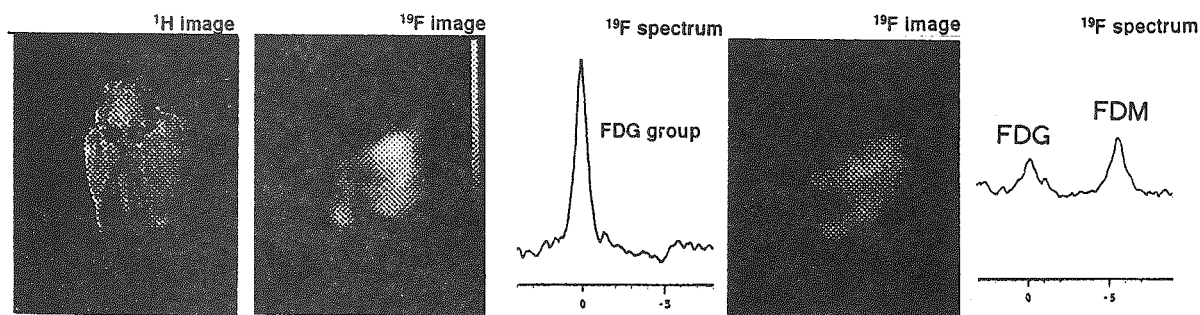 ¹H image
¹⁹F image
¹⁹F spectrum
¹⁹F image
¹⁹F spectrum
FDG group
FDG
FDM
0
-5
0
-5